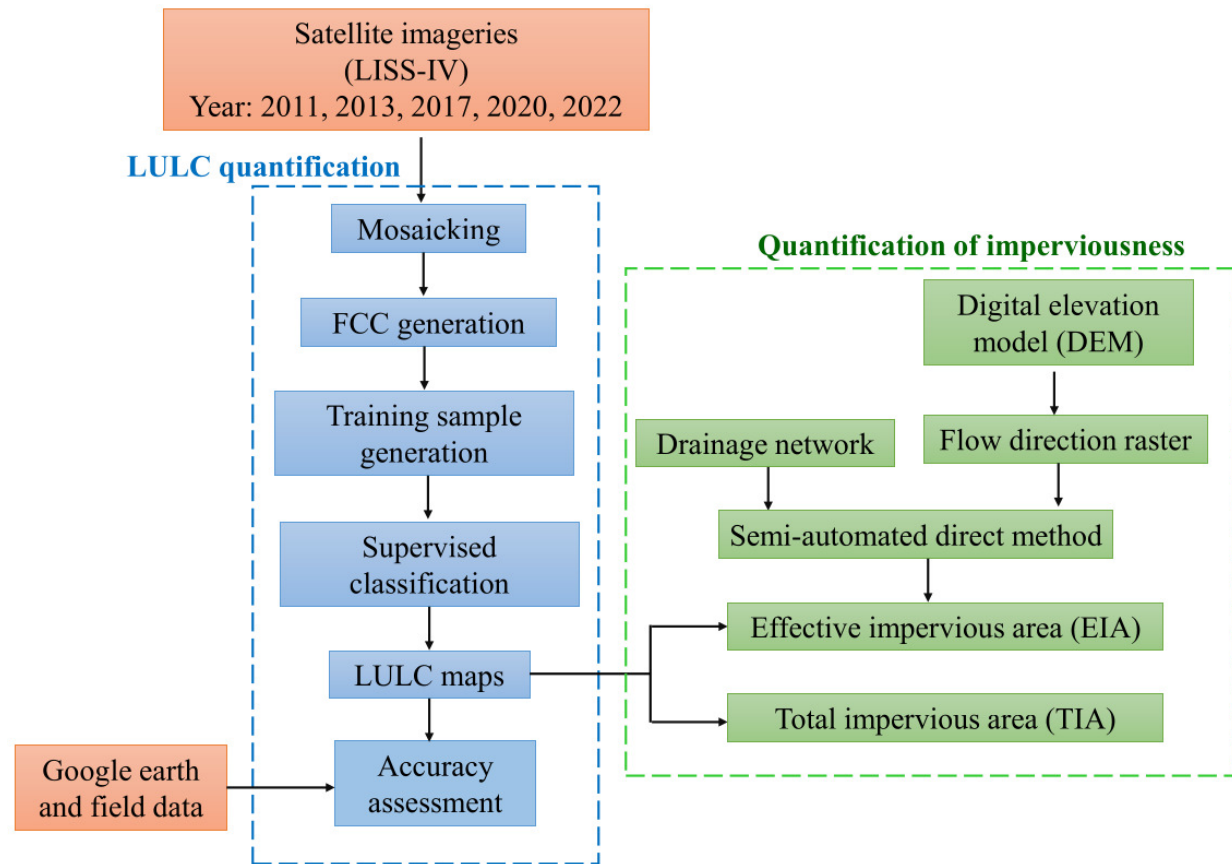 Satellite imageries
(LISS-IV)
Year: 2011, 2013, 2017, 2020, 2022
LULC quantification
Mosaicking
FCC generation
Training sample
generation
Supervised
classification
LULC maps
Accuracy
assessment
Google earth
and field data
Quantification of imperviousness
Digital elevation
model (DEM)
Drainage network
Flow direction raster
Semi-automated direct method
Effective impervious area (EIA)
Total impervious area (TIA)